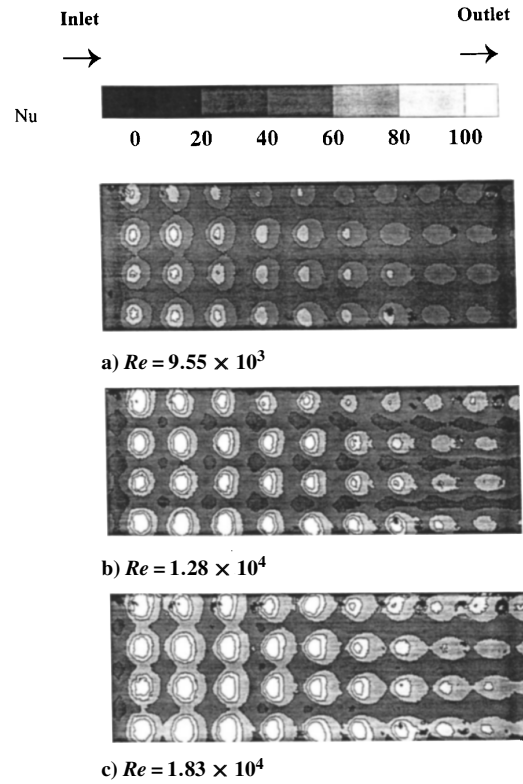 Inlet
Outlet
Nu
0 20 40 60 80 100
a) Re = 9.55 × 10³
b) Re = 1.28 × 10⁴
c) Re = 1.83 × 10⁴